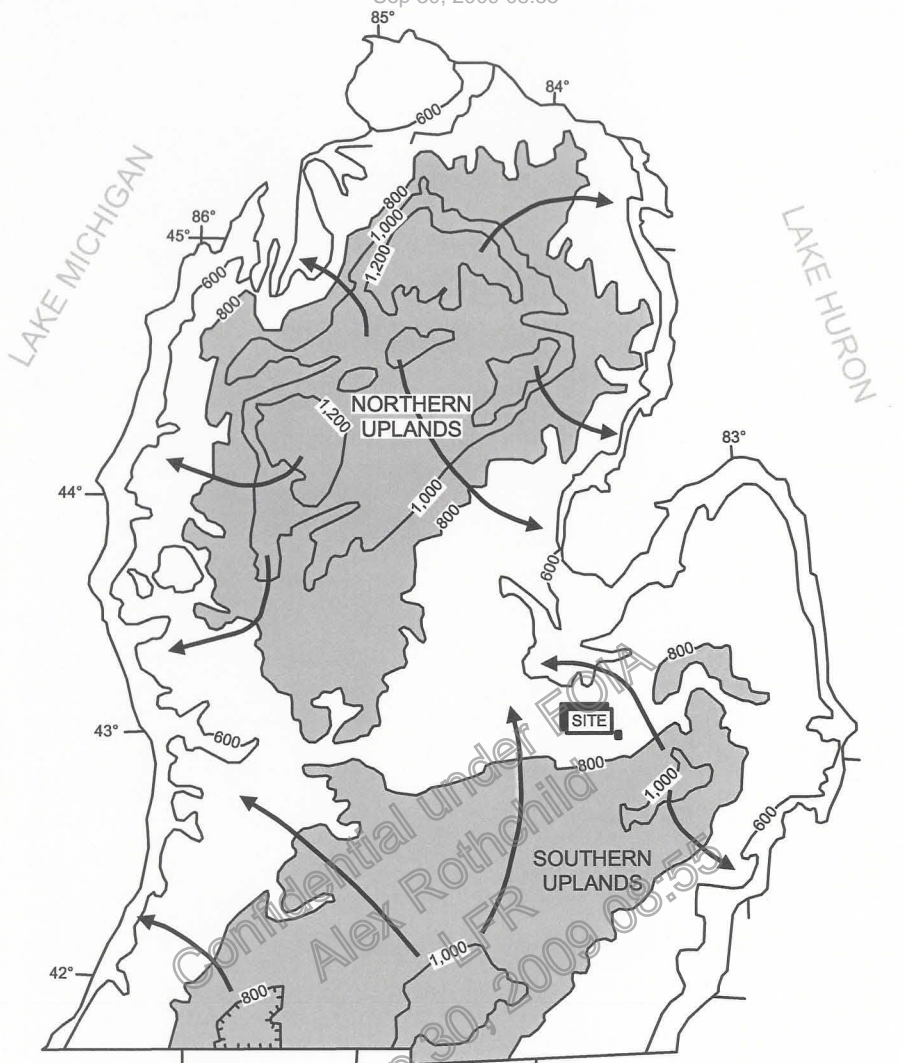 Sep 30, 2009 08:55
85°
84°
600
LAKE MICHIGAN
86°
45°
800
1,000
1,200
LAKE HURON
600
800
NORTHERN
UPLANDS
1,200
83°
44°
1,000
800
600
800
SITE
43°
600
800
1,000
600
SOUTHERN
UPLANDS
1,000
42°
800
Confidential under FOIA
Alex Rothchild
LFR
Sep 30, 2009 08:55